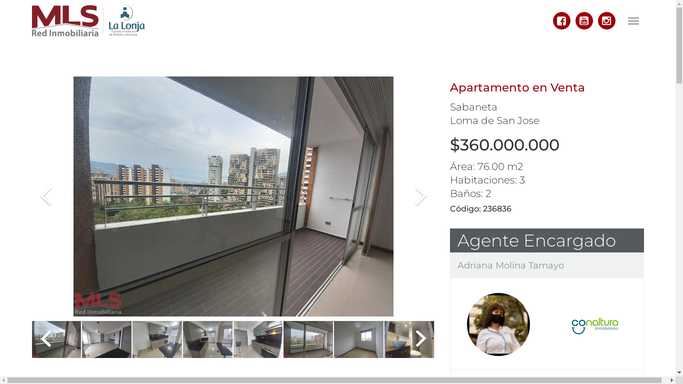 MLS
Red Inmobiliaria
La Lonja
Apartamento en Venta
Sabaneta
Loma de San Jose
$360.000.000
Área: 76.00 m2
Habitaciones: 3
Baños: 2
Código: 236836
MLS
Red Inmobiliaria
Agente Encargado
Adriana Molina Tamayo
conaltura